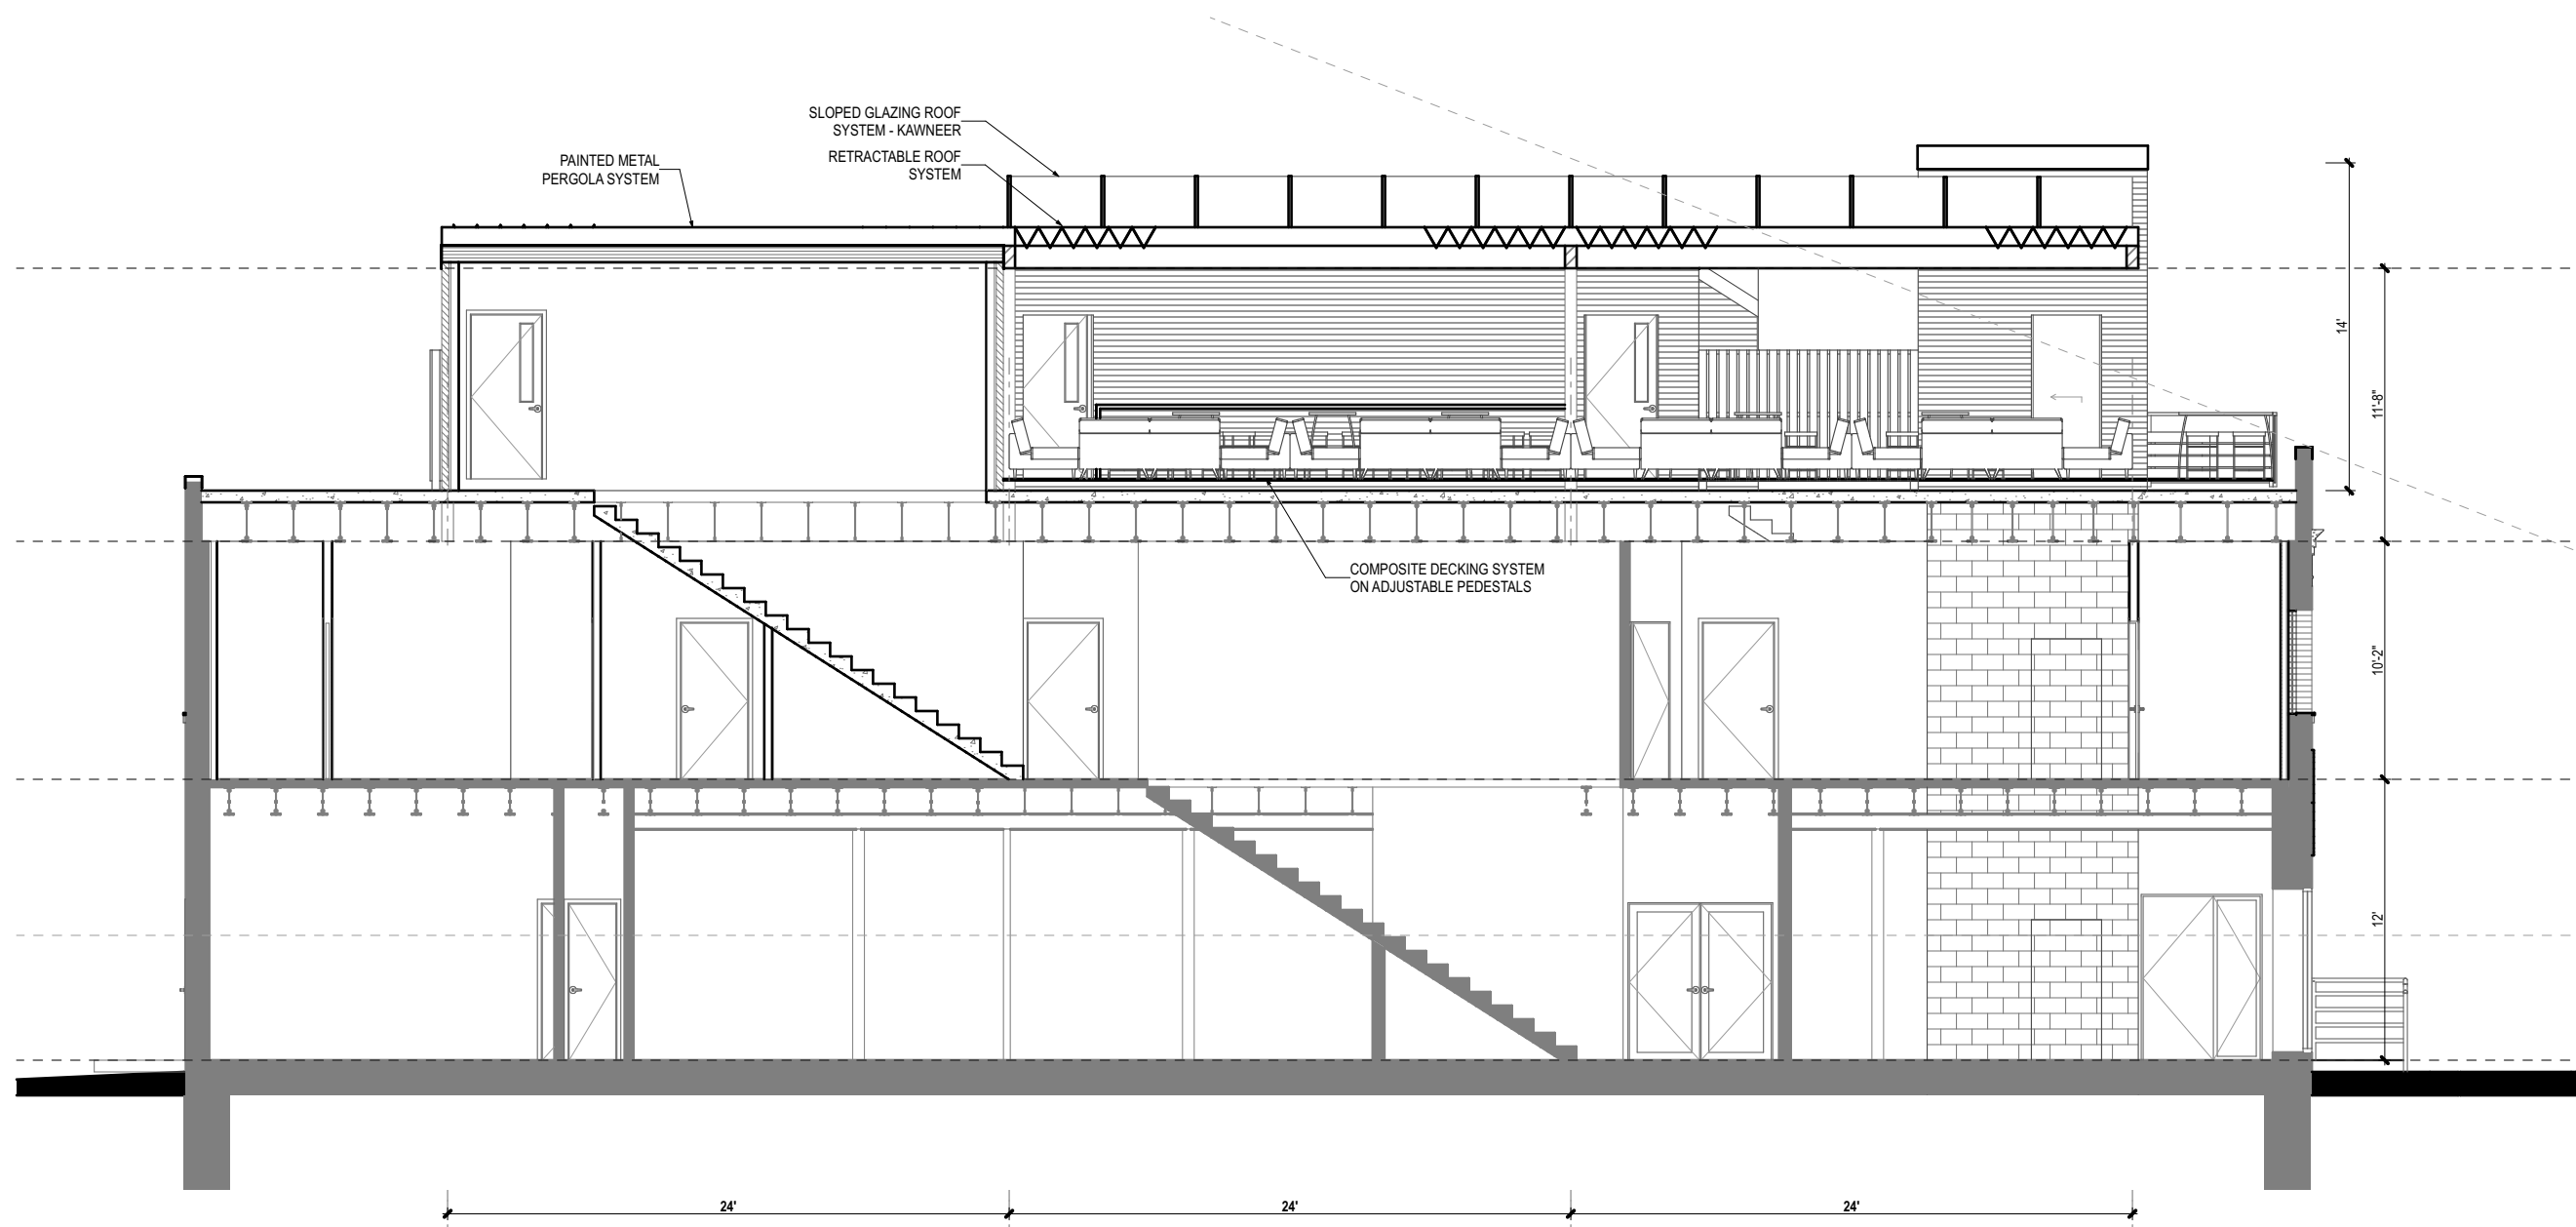 SLOPED GLAZING ROOF
SYSTEM - KAWNEER
RETRACTABLE ROOF
SYSTEM
PAINTED METAL
PERGOLA SYSTEM
14'
11'-8"
COMPOSITE DECKING SYSTEM
ON ADJUSTABLE PEDESTALS
10'-2"
12'
24'
24'
24'